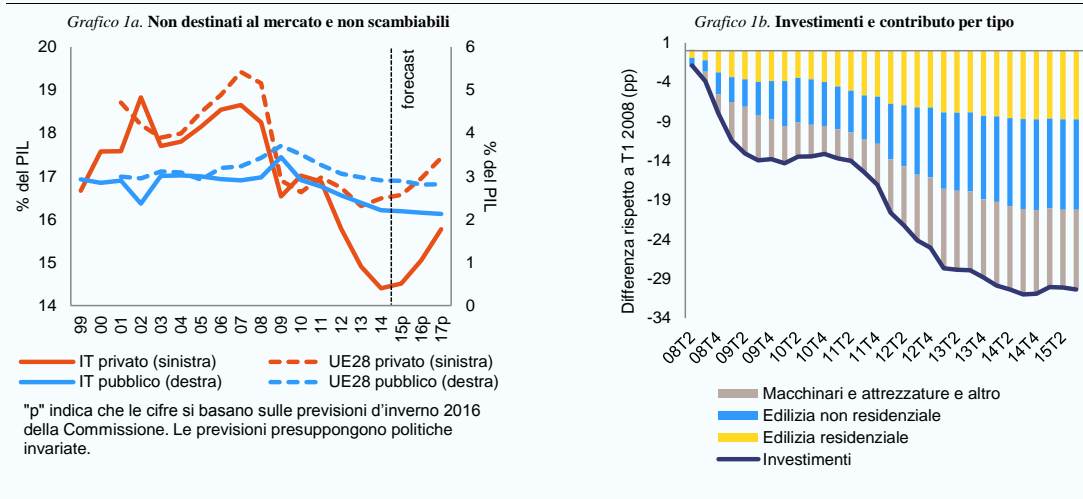 Grafico 1a. Non destinati al mercato e non scambiabili
20
19
18
17
16
15
14
% del PIL
6
5
4
3
2
1
0
% del PIL
forecast
99 00 01 02 03 04 05 06 07 08 09 10 11 12 13 14 15p 16p 17p
IT privato (sinistra) UE28 privato (sinistra)
IT pubblico (destra) UE28 pubblico (destra)
"p" indica che le cifre si basano sulle previsioni d'inverno 2016
della Commissione. Le previsioni presuppongono politiche
invariate.
Grafico 1b. Investimenti e contributo per tipo
1
-4
-9
-14
-19
-24
-29
-34
Differenza rispetto a T1 2008 (pp)
08T2 08T4 09T2 09T4 10T2 10T4 11T2 11T4 12T2 12T4 13T2 13T4 14T2 14T4 15T2
Macchinari e attrezzature e altro
Edilizia non residenziale
Edilizia residenziale
Investimenti